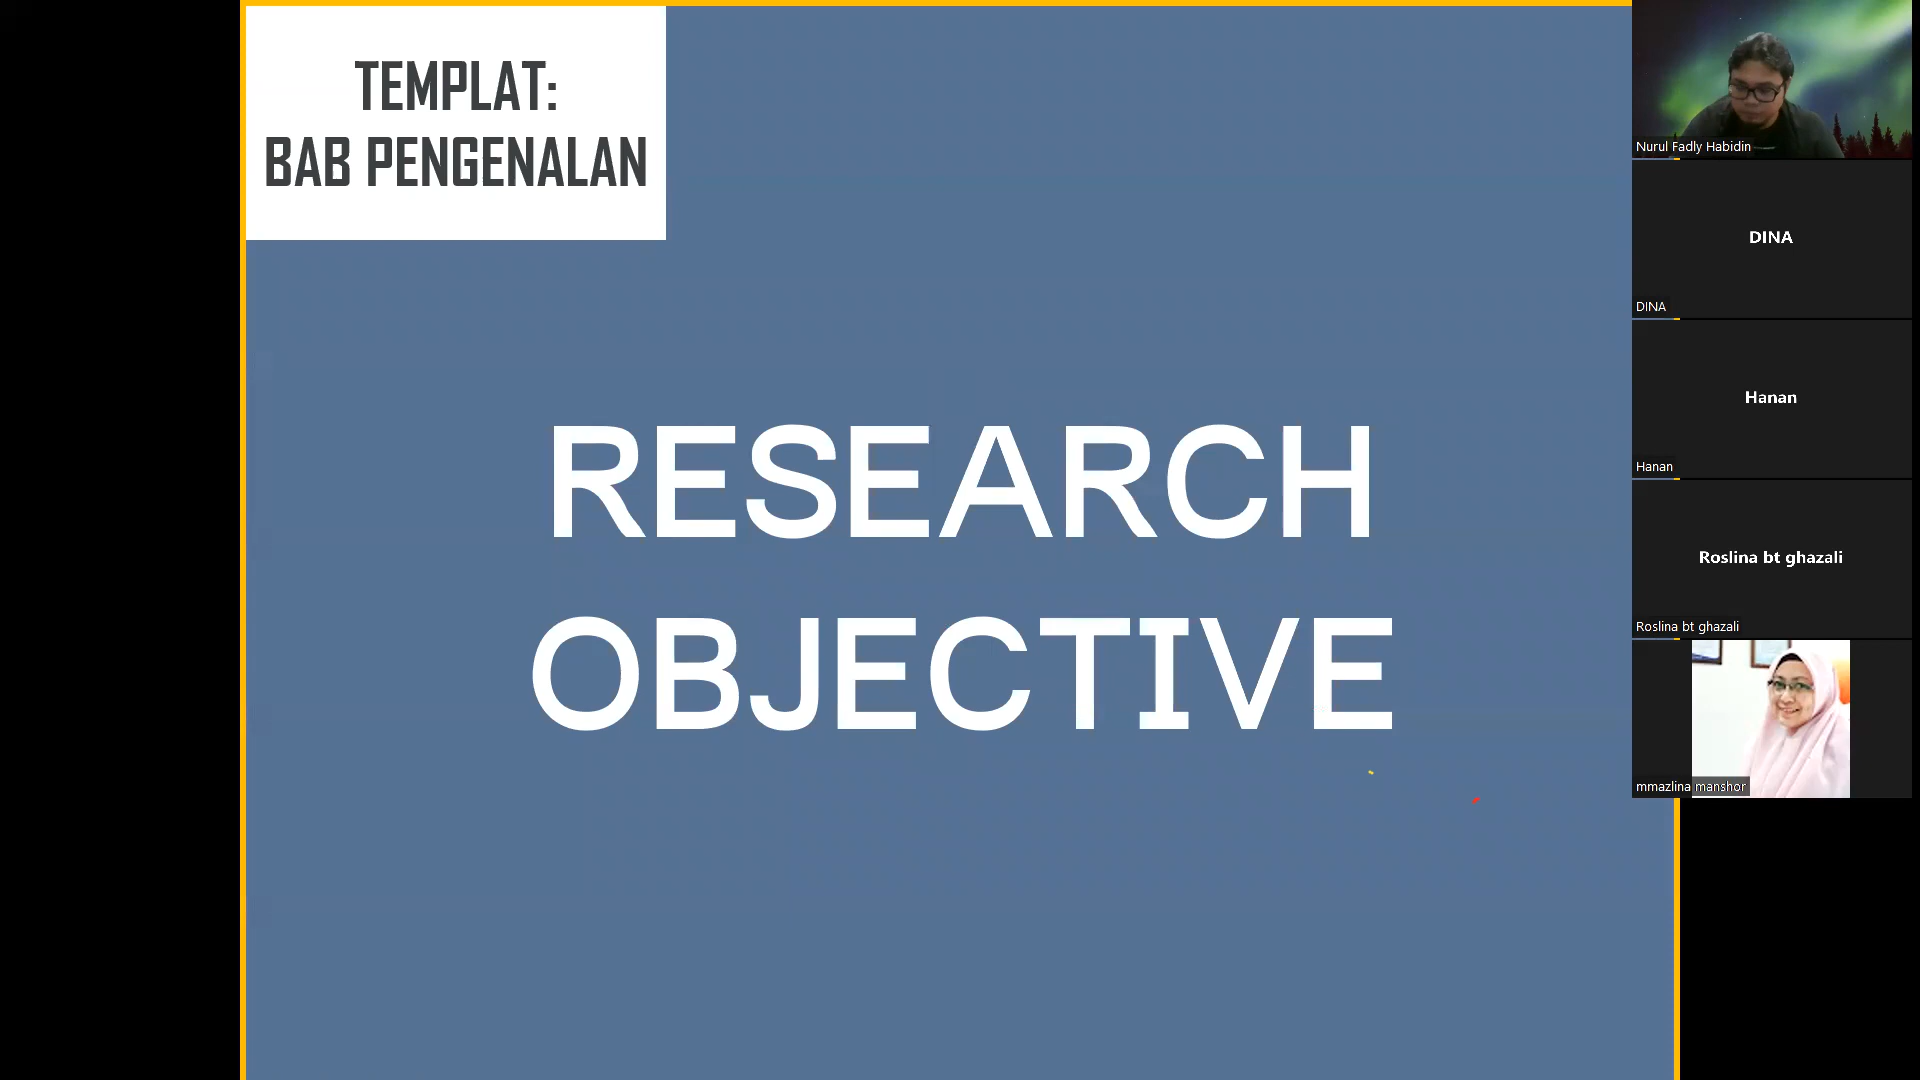 TEMPLAT:
BAB PENGENALAN
RESEARCH
OBJECTIVE
Nurul Fadly Habidin
DINA
DINA
Hanan
Hanan
Roslina bt ghazali
Roslina bt ghazali
mmazlina manshor